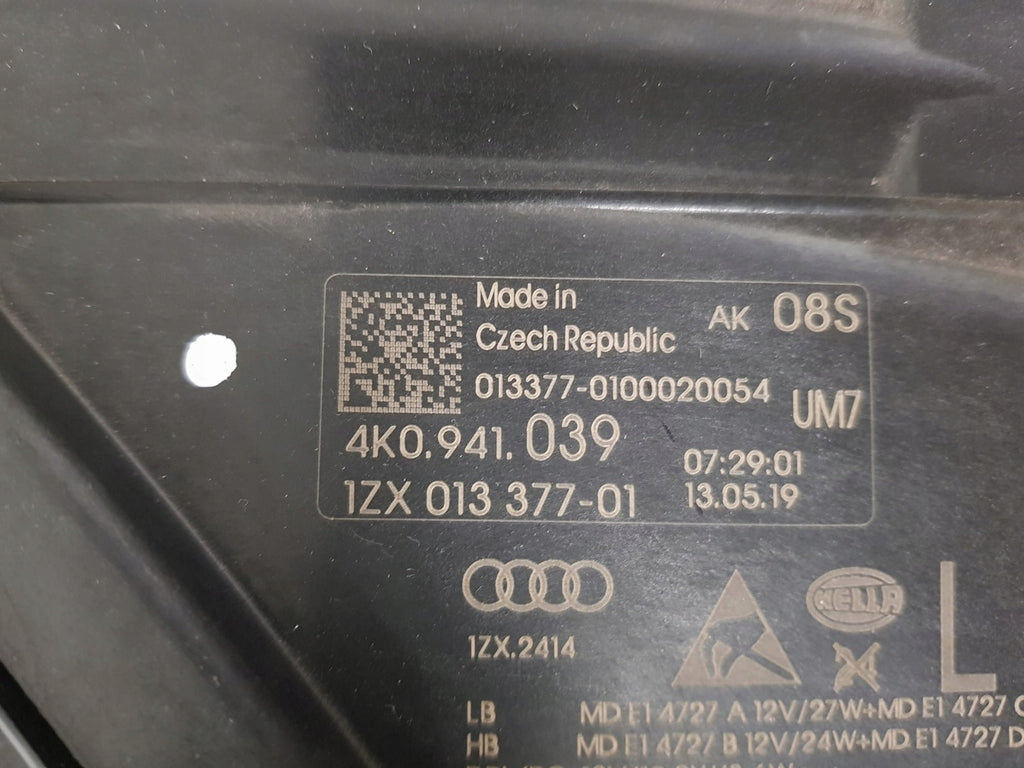 Made in
Czech Republic
AK 08S
013377-0100020054
UM7
4K0.941.039
07:29:01
1ZX 013 377-01
13.05.19
HELLA
L
1ZX.2414
LB MD E1 4727 A 12V/27W+MD E1 4727
HB MD E1 4727 B 12V/24W+MD E1 4727 D